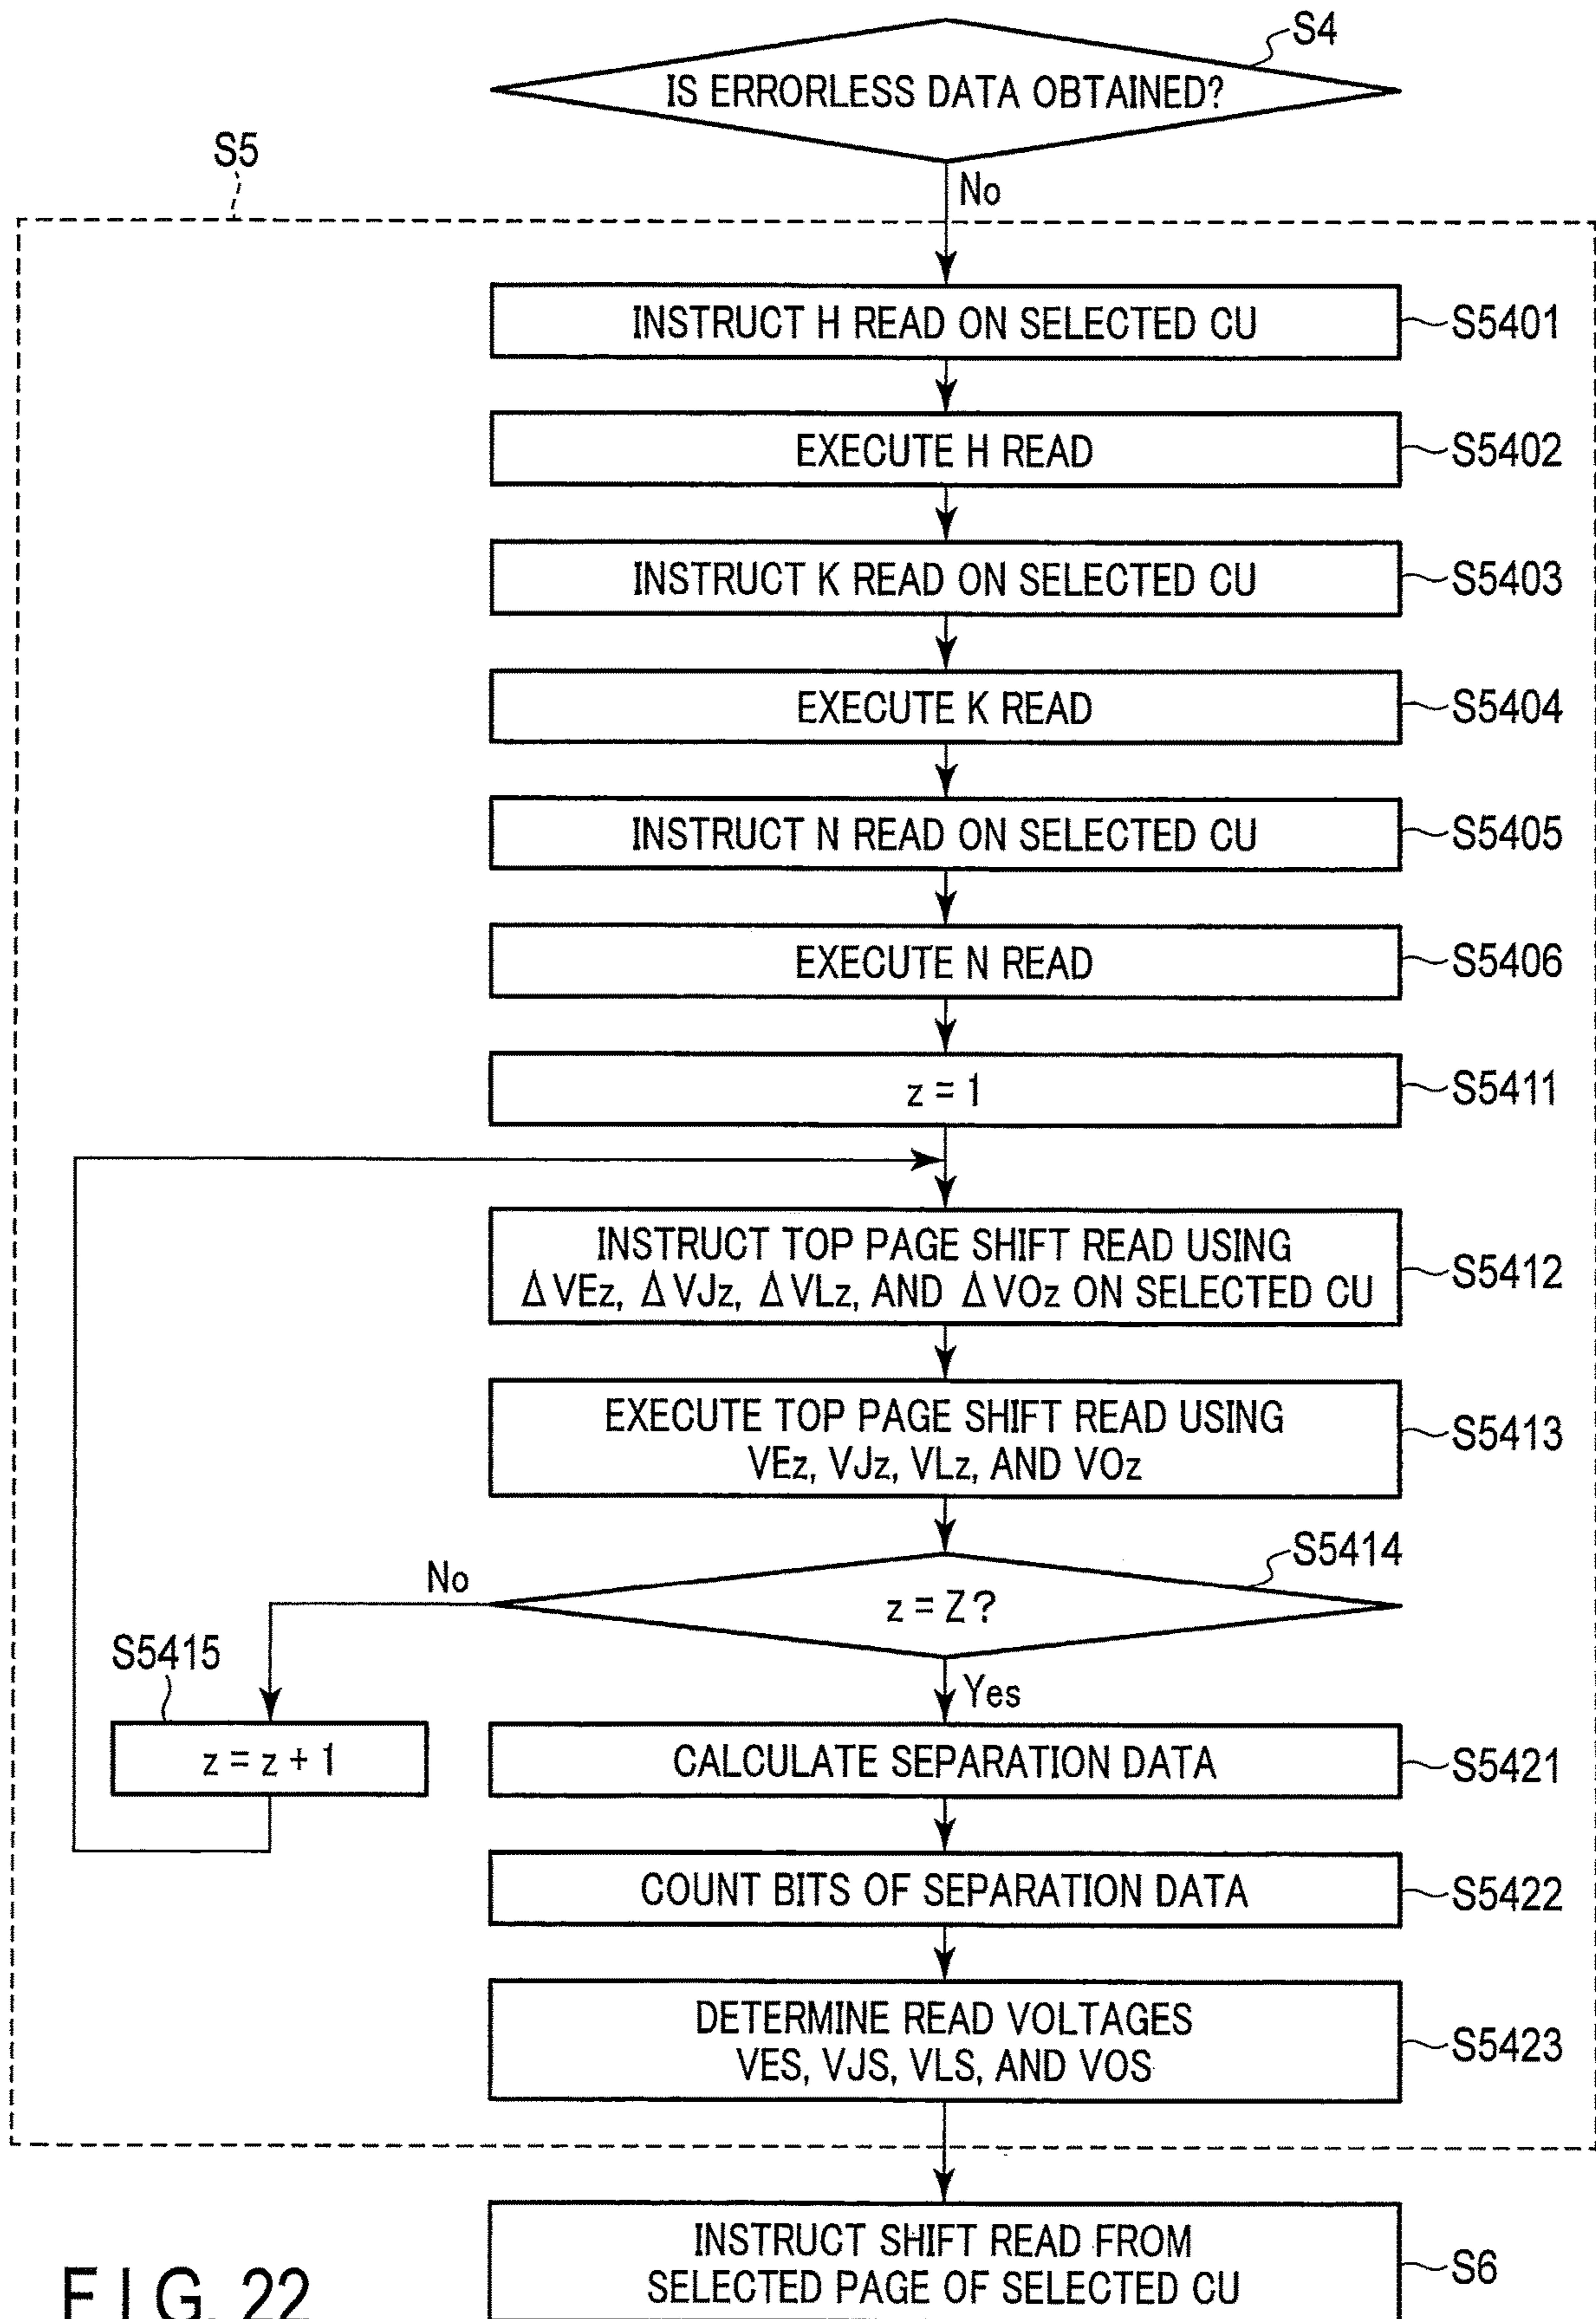 S4
IS ERRORLESS DATA OBTAINED?
S5
No
INSTRUCT H READ ON SELECTED CU
S5401
EXECUTE H READ
S5402
INSTRUCT K READ ON SELECTED CU
S5403
EXECUTE K READ
S5404
INSTRUCT N READ ON SELECTED CU
S5405
EXECUTE N READ
S5406
z = 1
S5411
INSTRUCT TOP PAGE SHIFT READ USING
ΔVEz, ΔVJz, ΔVLz, AND ΔVOz ON SELECTED CU
S5412
EXECUTE TOP PAGE SHIFT READ USING
VEz, VJz, VLz, AND VOz
S5413
S5414
No
z = Z?
S5415
Yes
z = z + 1
CALCULATE SEPARATION DATA
S5421
COUNT BITS OF SEPARATION DATA
S5422
DETERMINE READ VOLTAGES
VES, VJS, VLS, AND VOS
S5423
INSTRUCT SHIFT READ FROM
SELECTED PAGE OF SELECTED CU
S6
FIG. 22